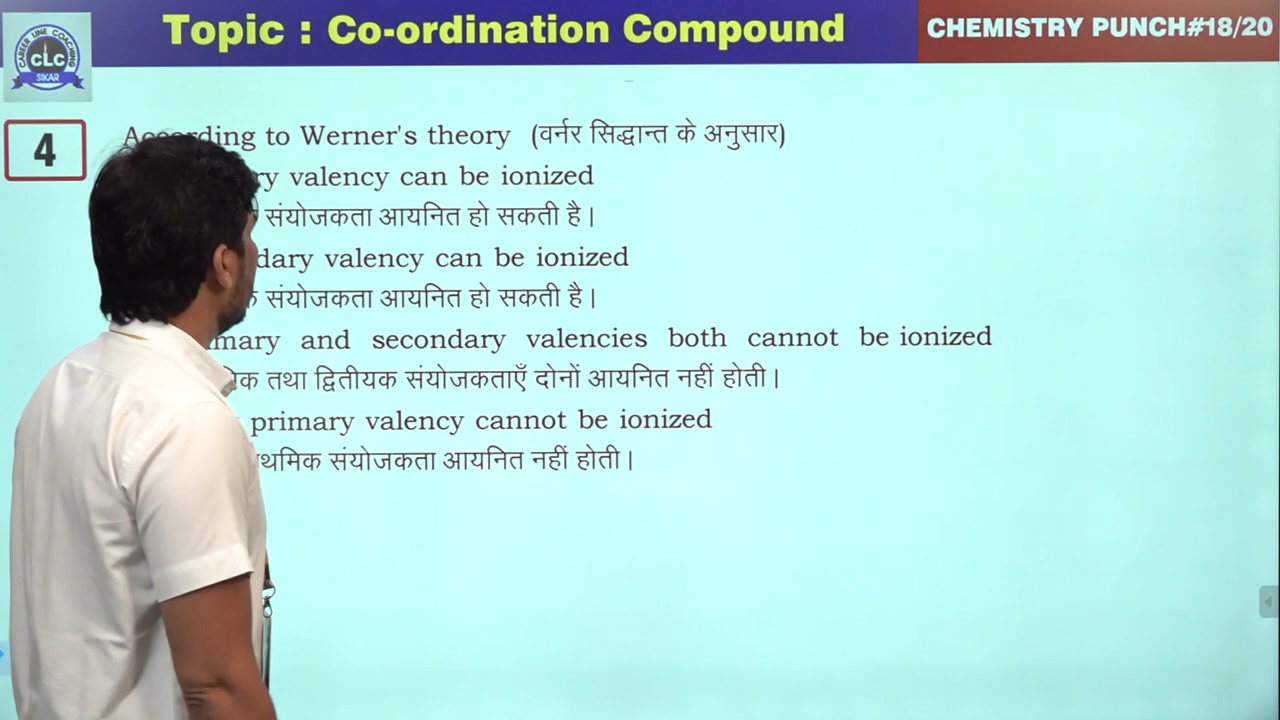 Topic : Co-ordination Compound
CHEMISTRY PUNCH#18/20
CAREER LINE COACHING
CLC
SIKAR
4
According to Werner's theory (वर्नर सिद्धान्त के अनुसार)
valency can be ionized
संयोजकता आयनित हो सकती है।
valency can be ionized
संयोजकता आयनित हो सकती है।
and secondary valencies both cannot be ionized
तथा द्वितीयक संयोजकताएँ दोनों आयनित नहीं होती।
primary valency cannot be ionized
संयोजकता आयनित नहीं होती।